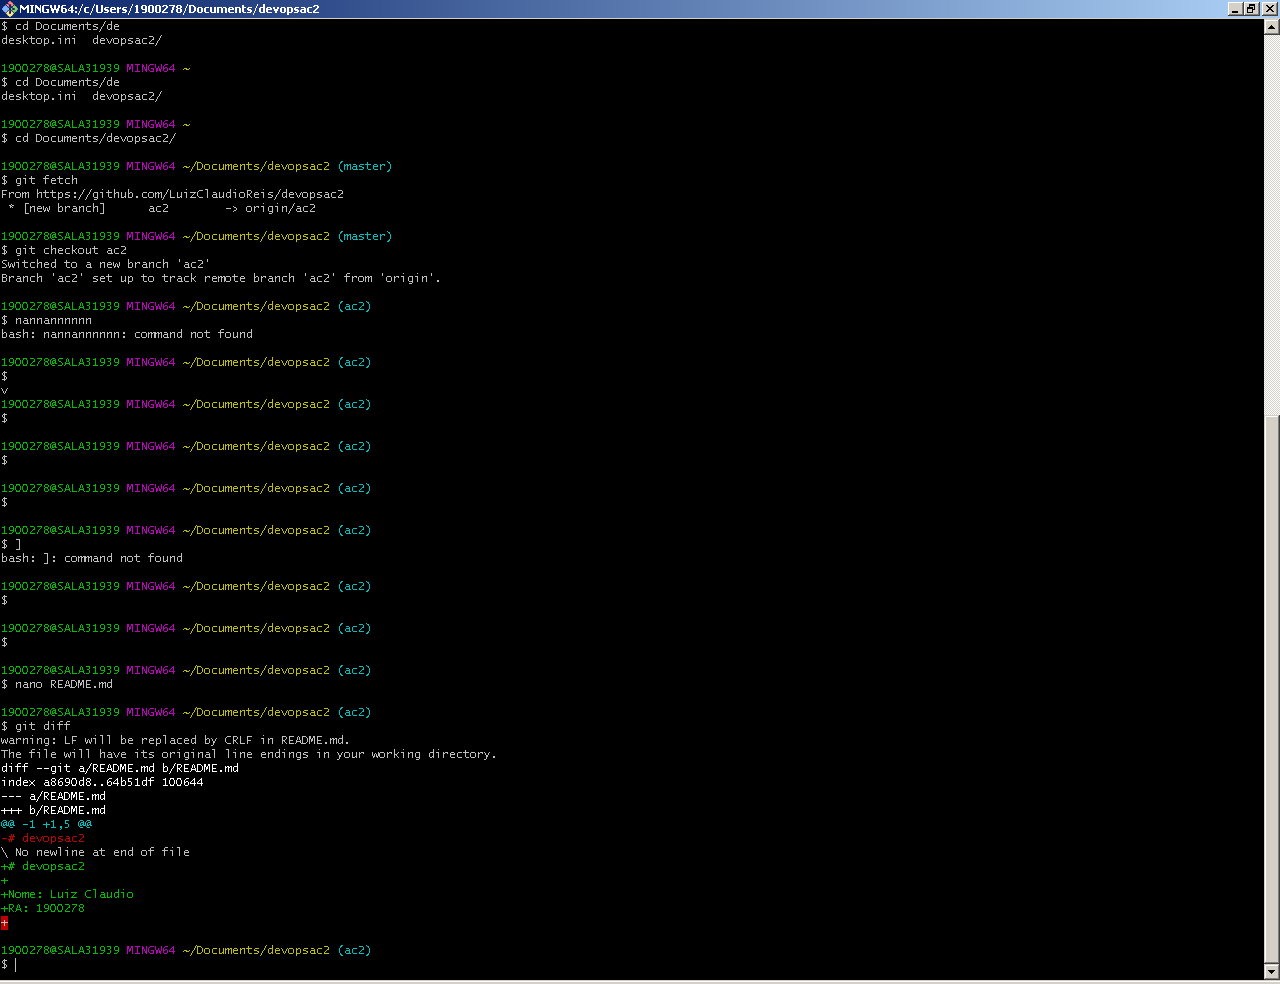 MINGW64:/c/Users/1900278/Documents/devopsac2
$ cd Documents/de
desktop.ini  devopsac2/
1900278@SALA31939 MINGW64 ~
$ cd Documents/de
desktop.ini  devopsac2/
1900278@SALA31939 MINGW64 ~
$ cd Documents/devopsac2/
1900278@SALA31939 MINGW64 ~/Documents/devopsac2 (master)
$ git fetch
From https://github.com/LuizClaudioReis/devopsac2
 * [new branch]      ac2        -> origin/ac2
1900278@SALA31939 MINGW64 ~/Documents/devopsac2 (master)
$ git checkout ac2
Switched to a new branch 'ac2'
Branch 'ac2' set up to track remote branch 'ac2' from 'origin'.
1900278@SALA31939 MINGW64 ~/Documents/devopsac2 (ac2)
$ nannannnnnn
bash: nannannnnnn: command not found
1900278@SALA31939 MINGW64 ~/Documents/devopsac2 (ac2)
$
v
1900278@SALA31939 MINGW64 ~/Documents/devopsac2 (ac2)
$
1900278@SALA31939 MINGW64 ~/Documents/devopsac2 (ac2)
$
1900278@SALA31939 MINGW64 ~/Documents/devopsac2 (ac2)
$
1900278@SALA31939 MINGW64 ~/Documents/devopsac2 (ac2)
$ ]
bash: ]: command not found
1900278@SALA31939 MINGW64 ~/Documents/devopsac2 (ac2)
$
1900278@SALA31939 MINGW64 ~/Documents/devopsac2 (ac2)
$
1900278@SALA31939 MINGW64 ~/Documents/devopsac2 (ac2)
$ nano README.md
1900278@SALA31939 MINGW64 ~/Documents/devopsac2 (ac2)
$ git diff
warning: LF will be replaced by CRLF in README.md.
The file will have its original line endings in your working directory.
diff --git a/README.md b/README.md
index a8690d8..64b51df 100644
--- a/README.md
+++ b/README.md
@@ -1 +1,5 @@
-# devopsac2
\ No newline at end of file
+# devopsac2
+
+Nome: Luiz Claudio
+RA: 1900278
+
1900278@SALA31939 MINGW64 ~/Documents/devopsac2 (ac2)
$